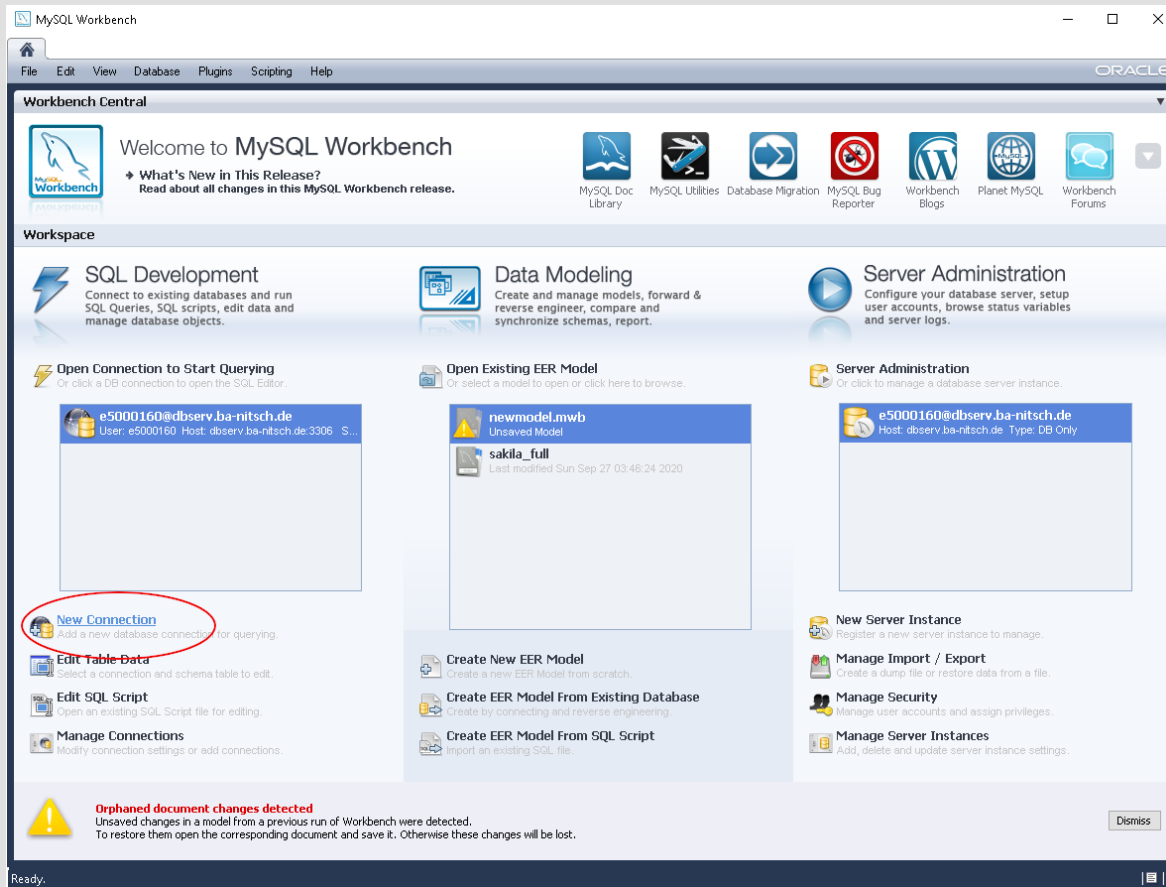 MySQL Workbench
File Edit View Database Plugins Scripting Help
ORACLE
Workbench Central
MySQL Workbench
Welcome to MySQL Workbench
What's New in This Release?
Read about all changes in this MySQL Workbench release.
MySQL Doc Library
MySQL Utilities
Database Migration
MySQL Bug Reporter
Workbench Blogs
MySQL
Planet MySQL
Workbench Forums
Workspace
SQL Development
Connect to existing databases and run
SQL Queries, SQL scripts, edit data and
manage database objects.
Open Connection to Start Querying
Or click a DB connection to open the SQL Editor.
e5000160@dbserv.ba-nitsch.de
User: e5000160 Host: dbserv.ba-nitsch.de:3306 S...
New Connection
Add a new database connection for querying.
Edit Table Data
Select a connection and schema table to edit.
Edit SQL Script
Open an existing SQL Script file for editing.
Manage Connections
Modify connection settings or add connections.
Data Modeling
Create and manage models, forward &
reverse engineer, compare and
synchronize schemas, report.
Open Existing EER Model
Or select a model to open or click here to browse.
newmodel.mwb
Unsaved Model
sakila_full
Last modified Sun Sep 27 03:46:24 2020
Create New EER Model
Create a new EER Model from scratch.
Create EER Model From Existing Database
Create by connecting and reverse engineering.
Create EER Model From SQL Script
Import an existing SQL file.
Server Administration
Configure your database server, setup
user accounts, browse status variables
and server logs.
Server Administration
Or click to manage a database server instance.
e5000160@dbserv.ba-nitsch.de
Host: dbserv.ba-nitsch.de Type: DB Only
New Server Instance
Register a new server instance to manage.
Manage Import / Export
Create a dump file or restore data from a file.
Manage Security
Manage user accounts and assign privileges.
Manage Server Instances
Add, delete and update server instance settings.
Orphaned document changes detected
Unsaved changes in a model from a previous run of Workbench were detected.
To restore them open the corresponding document and save it. Otherwise these changes will be lost.
Dismiss
Ready.